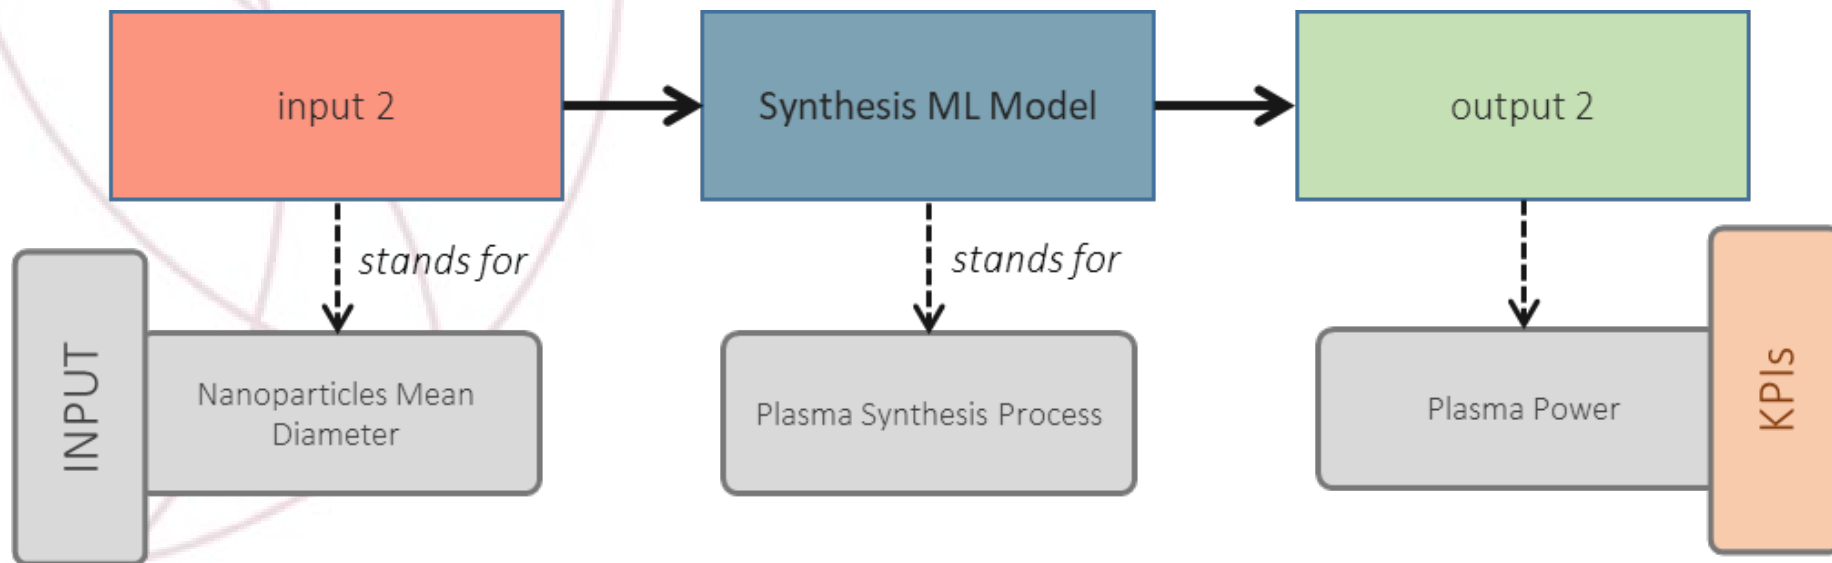 input 2
Synthesis ML Model
output 2
stands for
stands for
INPUT
Nanoparticles Mean
Diameter
Plasma Synthesis Process
Plasma Power
KPIs